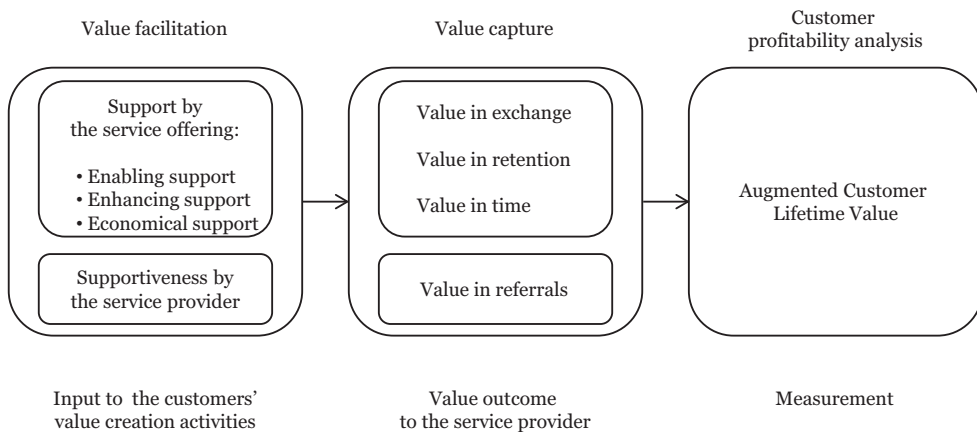 Value facilitation
Support by
the service offering:
• Enabling support
• Enhancing support
• Economical support
Supportiveness by
the service provider
Input to the customers’
value creation activities
Value capture
Value in exchange
Value in retention
Value in time
Value in referrals
Value outcome
to the service provider
Customer
profitability analysis
Augmented Customer
Lifetime Value
Measurement